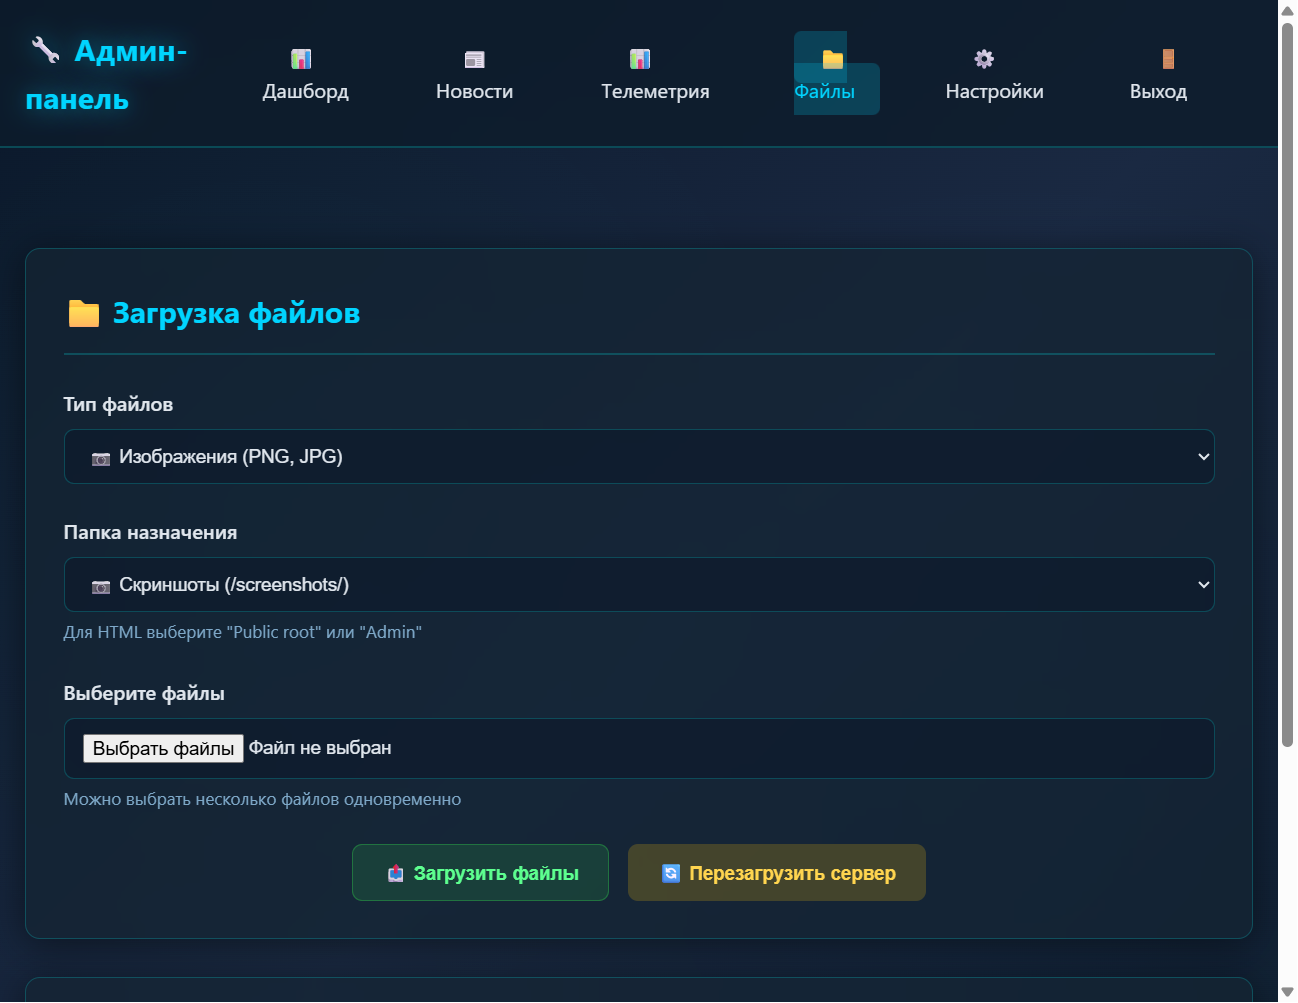 Админ-
панель
Дашборд
Новости
Телеметрия
Файлы
Настройки
Выход
Загрузка файлов
Тип файлов
Изображения (PNG, JPG)
Папка назначения
Скриншоты (/screenshots/)
Для HTML выберите "Public root" или "Admin"
Выберите файлы
Выбрать файлы Файл не выбран
Можно выбрать несколько файлов одновременно
Загрузить файлы
Перезагрузить сервер